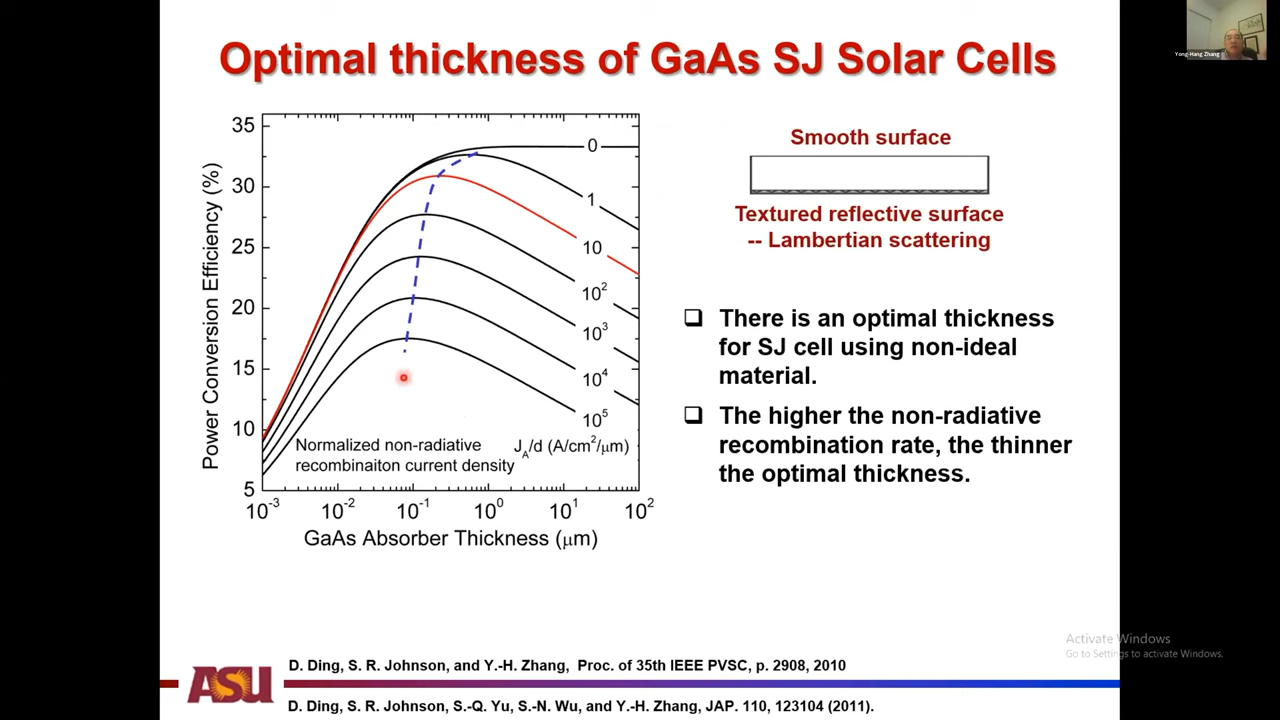 Optimal thickness of GaAs SJ Solar Cells
Yong-Hang Zhang
35
30
25
20
15
10
5
Power Conversion Efficiency (%)
0
1
10
10²
10³
10⁴
10⁵
Normalized non-radiative
recombinaiton current density
J_A/d (A/cm²/μm)
10⁻³ 10⁻² 10⁻¹ 10⁰ 10¹ 10²
GaAs Absorber Thickness (μm)
Smooth surface
Textured reflective surface
-- Lambertian scattering
❑ There is an optimal thickness
for SJ cell using non-ideal
material.
❑ The higher the non-radiative
recombination rate, the thinner
the optimal thickness.
Activate Windows
Go to Settings to activate Windows.
ASU
D. Ding, S. R. Johnson, and Y.-H. Zhang, Proc. of 35th IEEE PVSC, p. 2908, 2010
D. Ding, S. R. Johnson, S.-Q. Yu, S.-N. Wu, and Y.-H. Zhang, JAP. 110, 123104 (2011).